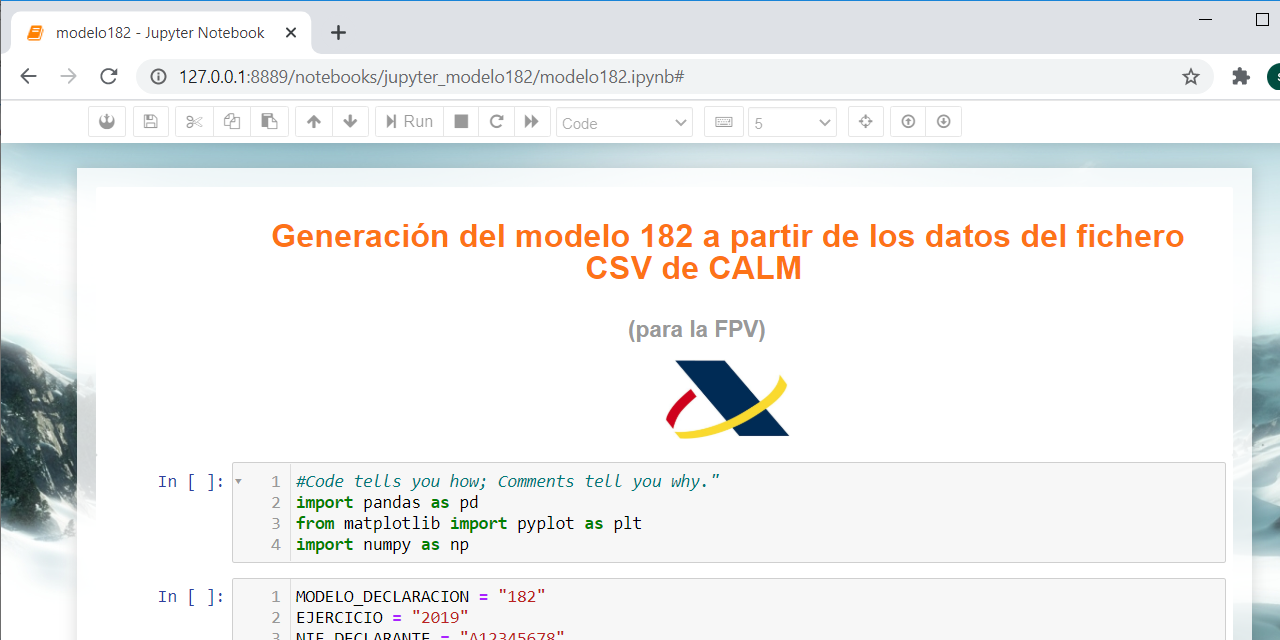 modelo182 - Jupyter Notebook
127.0.0.1:8889/notebooks/jupyter_modelo182/modelo182.ipynb#
Run
Code
5
Generación del modelo 182 a partir de los datos del fichero
CSV de CALM
(para la FPV)
In [ ]:
1 #Code tells you how; Comments tell you why."
2 import pandas as pd
3 from matplotlib import pyplot as plt
4 import numpy as np
In [ ]:
1 MODELO_DECLARACION = "182"
2 EJERCICIO = "2019"
3 NIF_DECLARANTE = "A12345678"